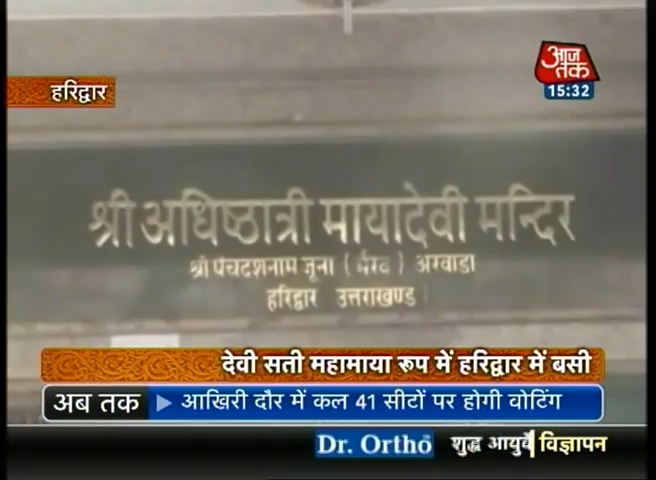 आज तक
15:32
हरिद्वार
श्री अधिष्ठात्री मायादेवी मन्दिर
श्री पंचदशनाम जूना (भैरव) अखाडा
हरिद्वार उत्तराखण्ड
देवी सती महामाया रूप में हरिद्वार में बसी
अब तक आखिरी दौर में कल 41 सीटों पर होगी वोटिंग
Dr. Ortho शुद्ध आयुर्वे विज्ञापन